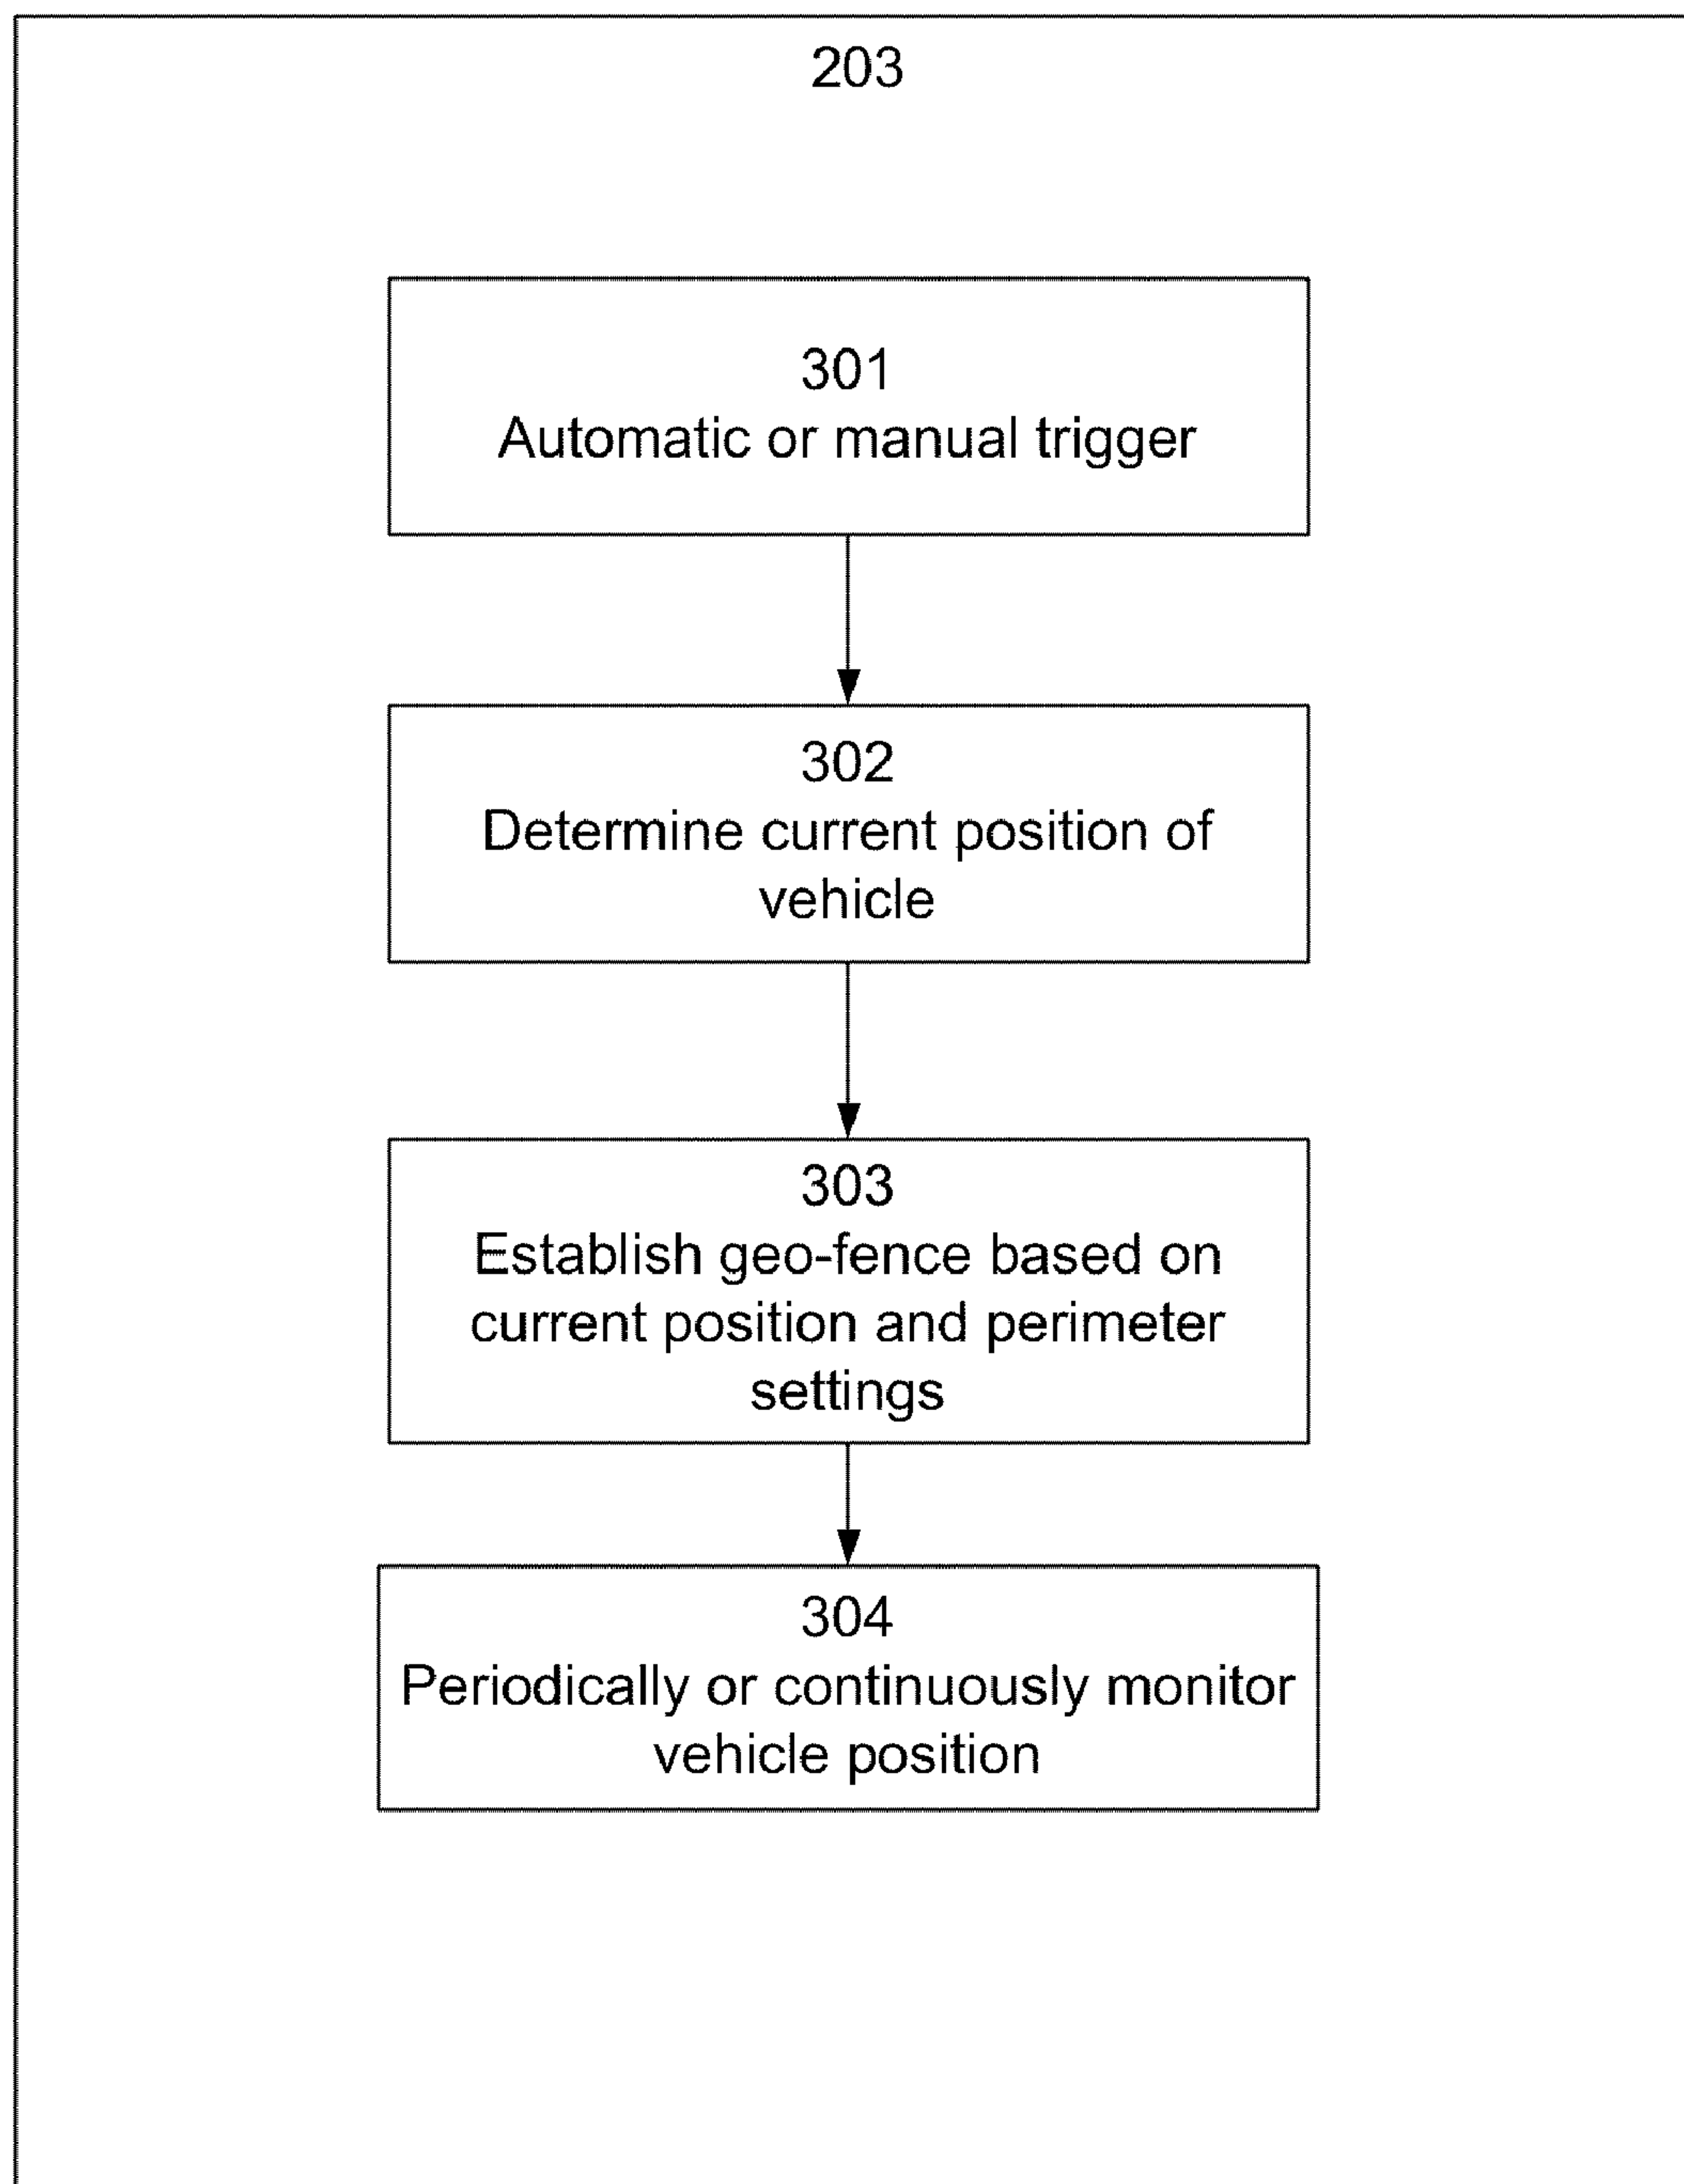 203
301
Automatic or manual trigger
302
Determine current position of
vehicle
303
Establish geo-fence based on
current position and perimeter
settings
304
Periodically or continuously monitor
vehicle position